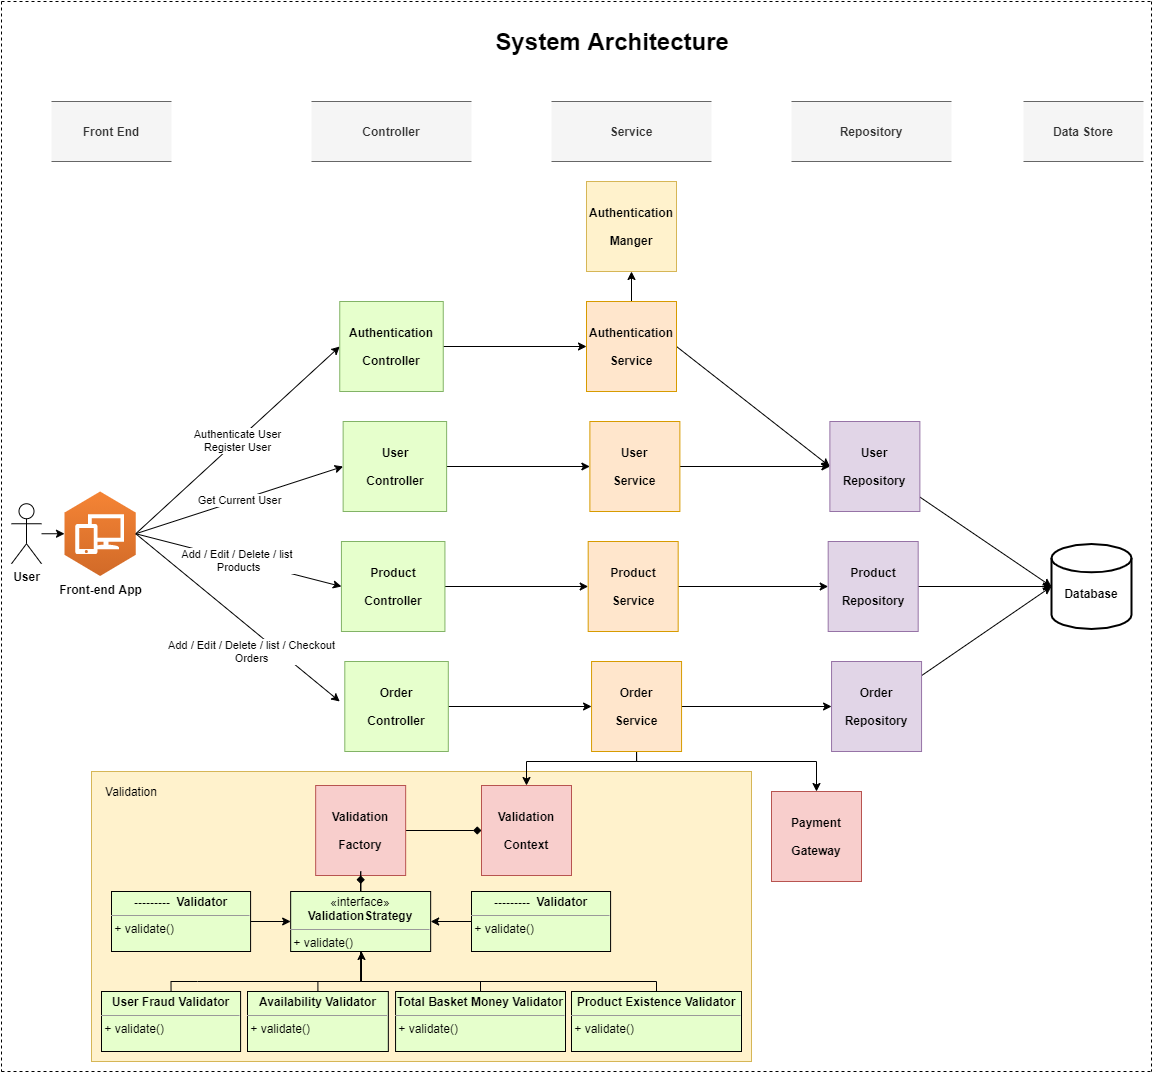 System Architecture
Front End
Controller
Service
Repository
Data Store
Authentication
Manger
Authentication
Controller
Authentication
Service
Authenticate User
Register User
User
Controller
User
Service
User
Repository
Get Current User
User
Front-end App
Add / Edit / Delete / list
Products
Product
Controller
Product
Service
Product
Repository
Database
Add / Edit / Delete / list / Checkout
Orders
Order
Controller
Order
Service
Order
Repository
Validation
Validation
Factory
Validation
Context
Payment
Gateway
--------- Validator
+ validate()
«interface»
ValidationStrategy
+ validate()
--------- Validator
+ validate()
User Fraud Validator
+ validate()
Availability Validator
+ validate()
Total Basket Money Validator
+ validate()
Product Existence Validator
+ validate()